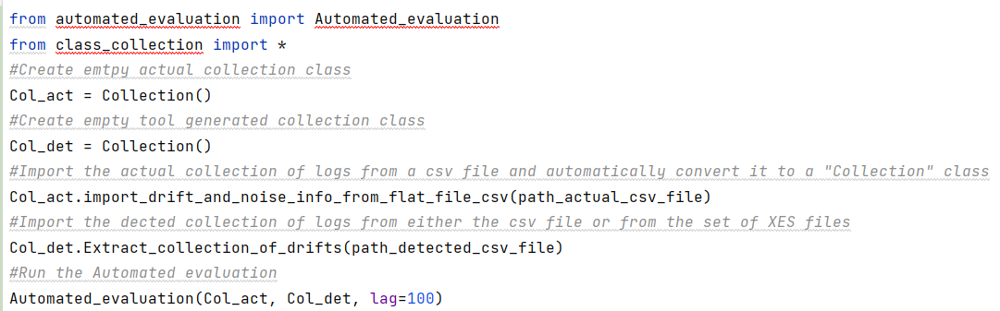 from automated_evaluation import Automated_evaluation
from class_collection import *
#Create emtpy actual collection class
Col_act = Collection()
#Create empty tool generated collection class
Col_det = Collection()
#Import the actual collection of logs from a csv file and automatically convert it to a "Collection" class
Col_act.import_drift_and_noise_info_from_flat_file_csv(path_actual_csv_file)
#Import the dected collection of logs from either the csv file or from the set of XES files
Col_det.Extract_collection_of_drifts(path_detected_csv_file)
#Run the Automated evaluation
Automated_evaluation(Col_act, Col_det, lag=100)